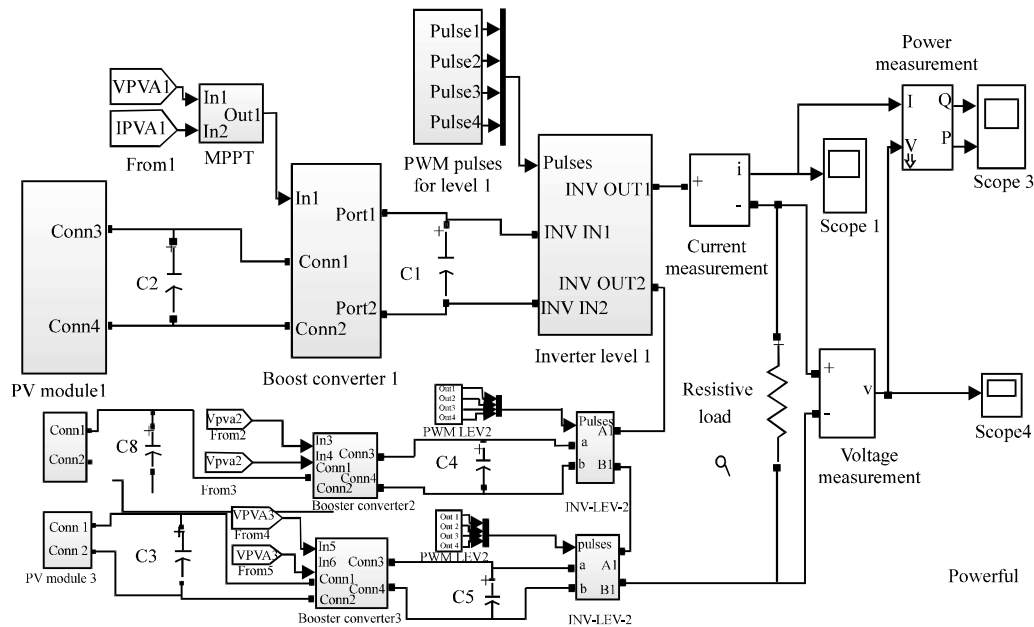 Pulse1
Pulse2
Pulse3
Pulse4
PWM pulses
for level 1
VPVA1
IPVA1
From1
In1
In2
Out1
MPPT
Conn3
Conn4
PV module1
+
C2
In1
Conn1
Conn2
Port1
Port2
Boost converter 1
+
C1
Pulses
INV OUT1
INV IN1
INV OUT2
INV IN2
Inverter level 1
+
i
-
Current
measurement
Scope 1
Power
measurement
I
Q
V
P
Scope 3
+
Resistive
load
+
v
-
Voltage
measurement
Scope4
Conn1
Conn2
+
C8
Vpva2
From2
Vpva2
From3
In3
In4
Conn1
Conn2
Conn3
Conn4
Booster converter2
Out1
Out2
Out3
Out4
PWM LEV2
+
C4
Pulses
a
A1
b
B1
INV-LEV-2
Conn 1
Conn 2
PV module 3
+
C3
VPVA3
From4
VPVA3
From5
In5
In6
Conn1
Conn2
Conn3
Conn4
Booster converter3
Out 1
Out 2
Out 3
Out 4
PWM LEV2
+
C5
pulses
a
A1
b
B1
INV-LEV-2
Powerful